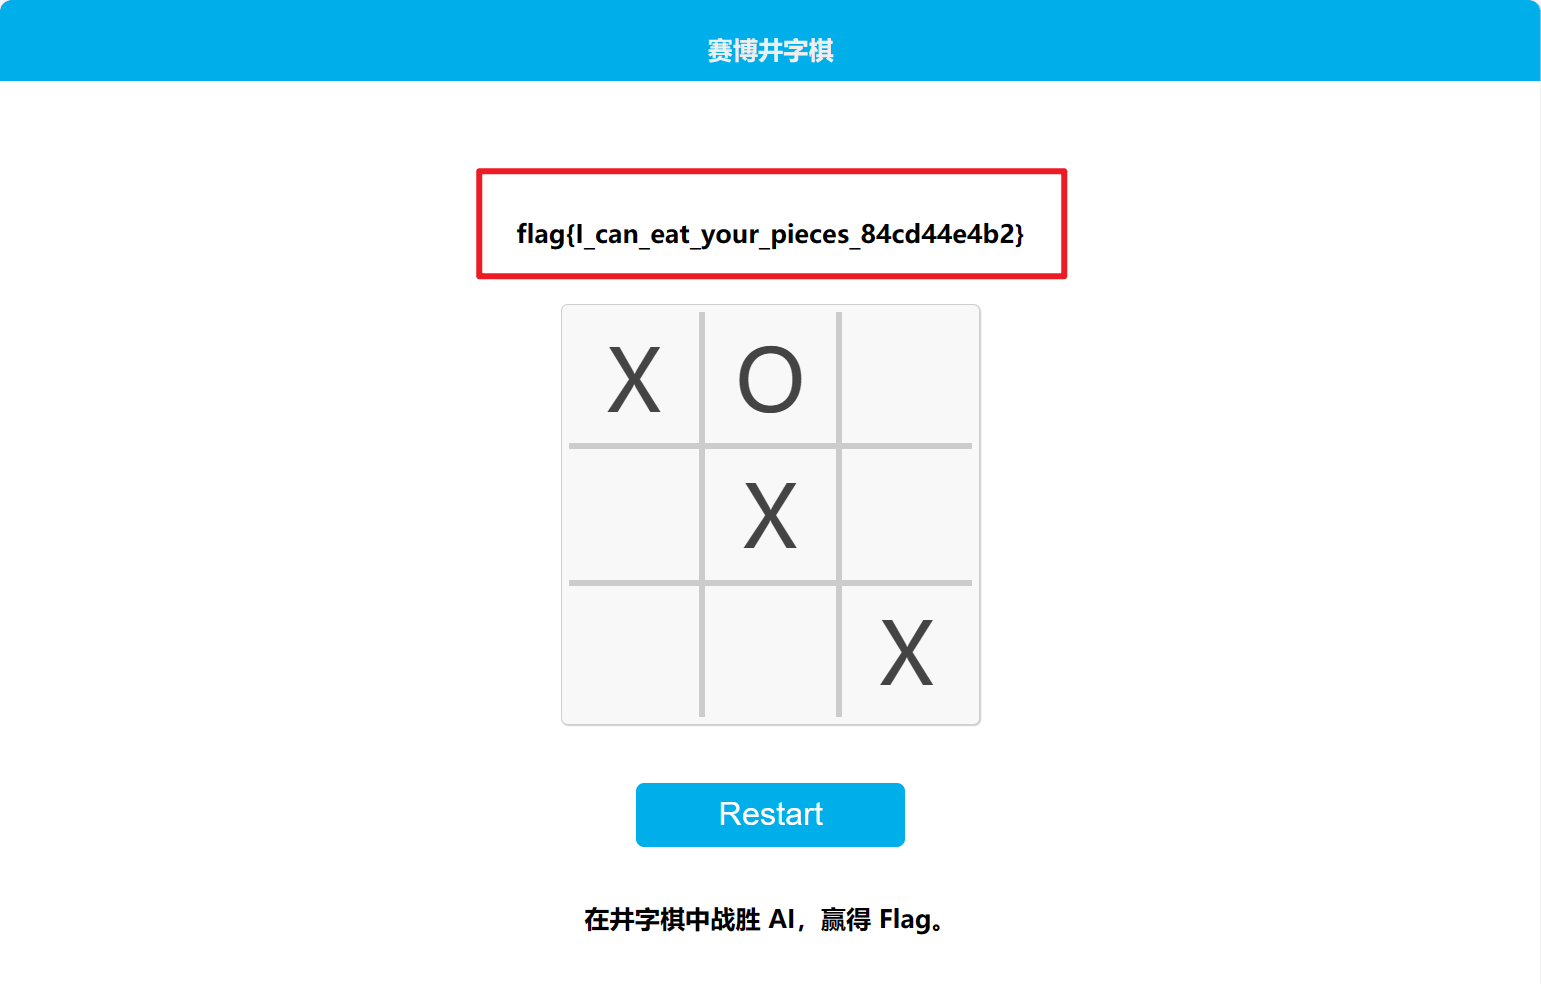 赛博井字棋
flag{I_can_eat_your_pieces_84cd44e4b2}
X O
X
X
Restart
在井字棋中战胜 AI，赢得 Flag。